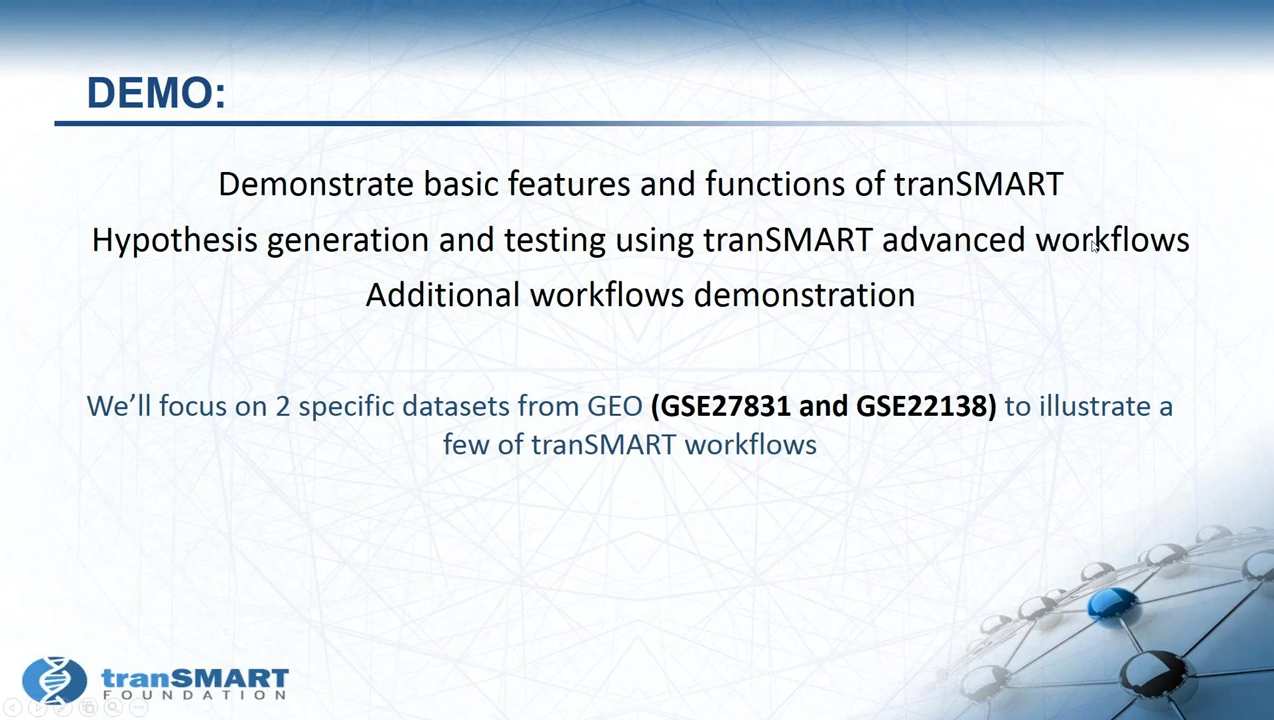 DEMO:
Demonstrate basic features and functions of tranSMART
Hypothesis generation and testing using tranSMART advanced workflows
Additional workflows demonstration
We’ll focus on 2 specific datasets from GEO (GSE27831 and GSE22138) to illustrate a
few of tranSMART workflows
tranSMART
FOUNDATION